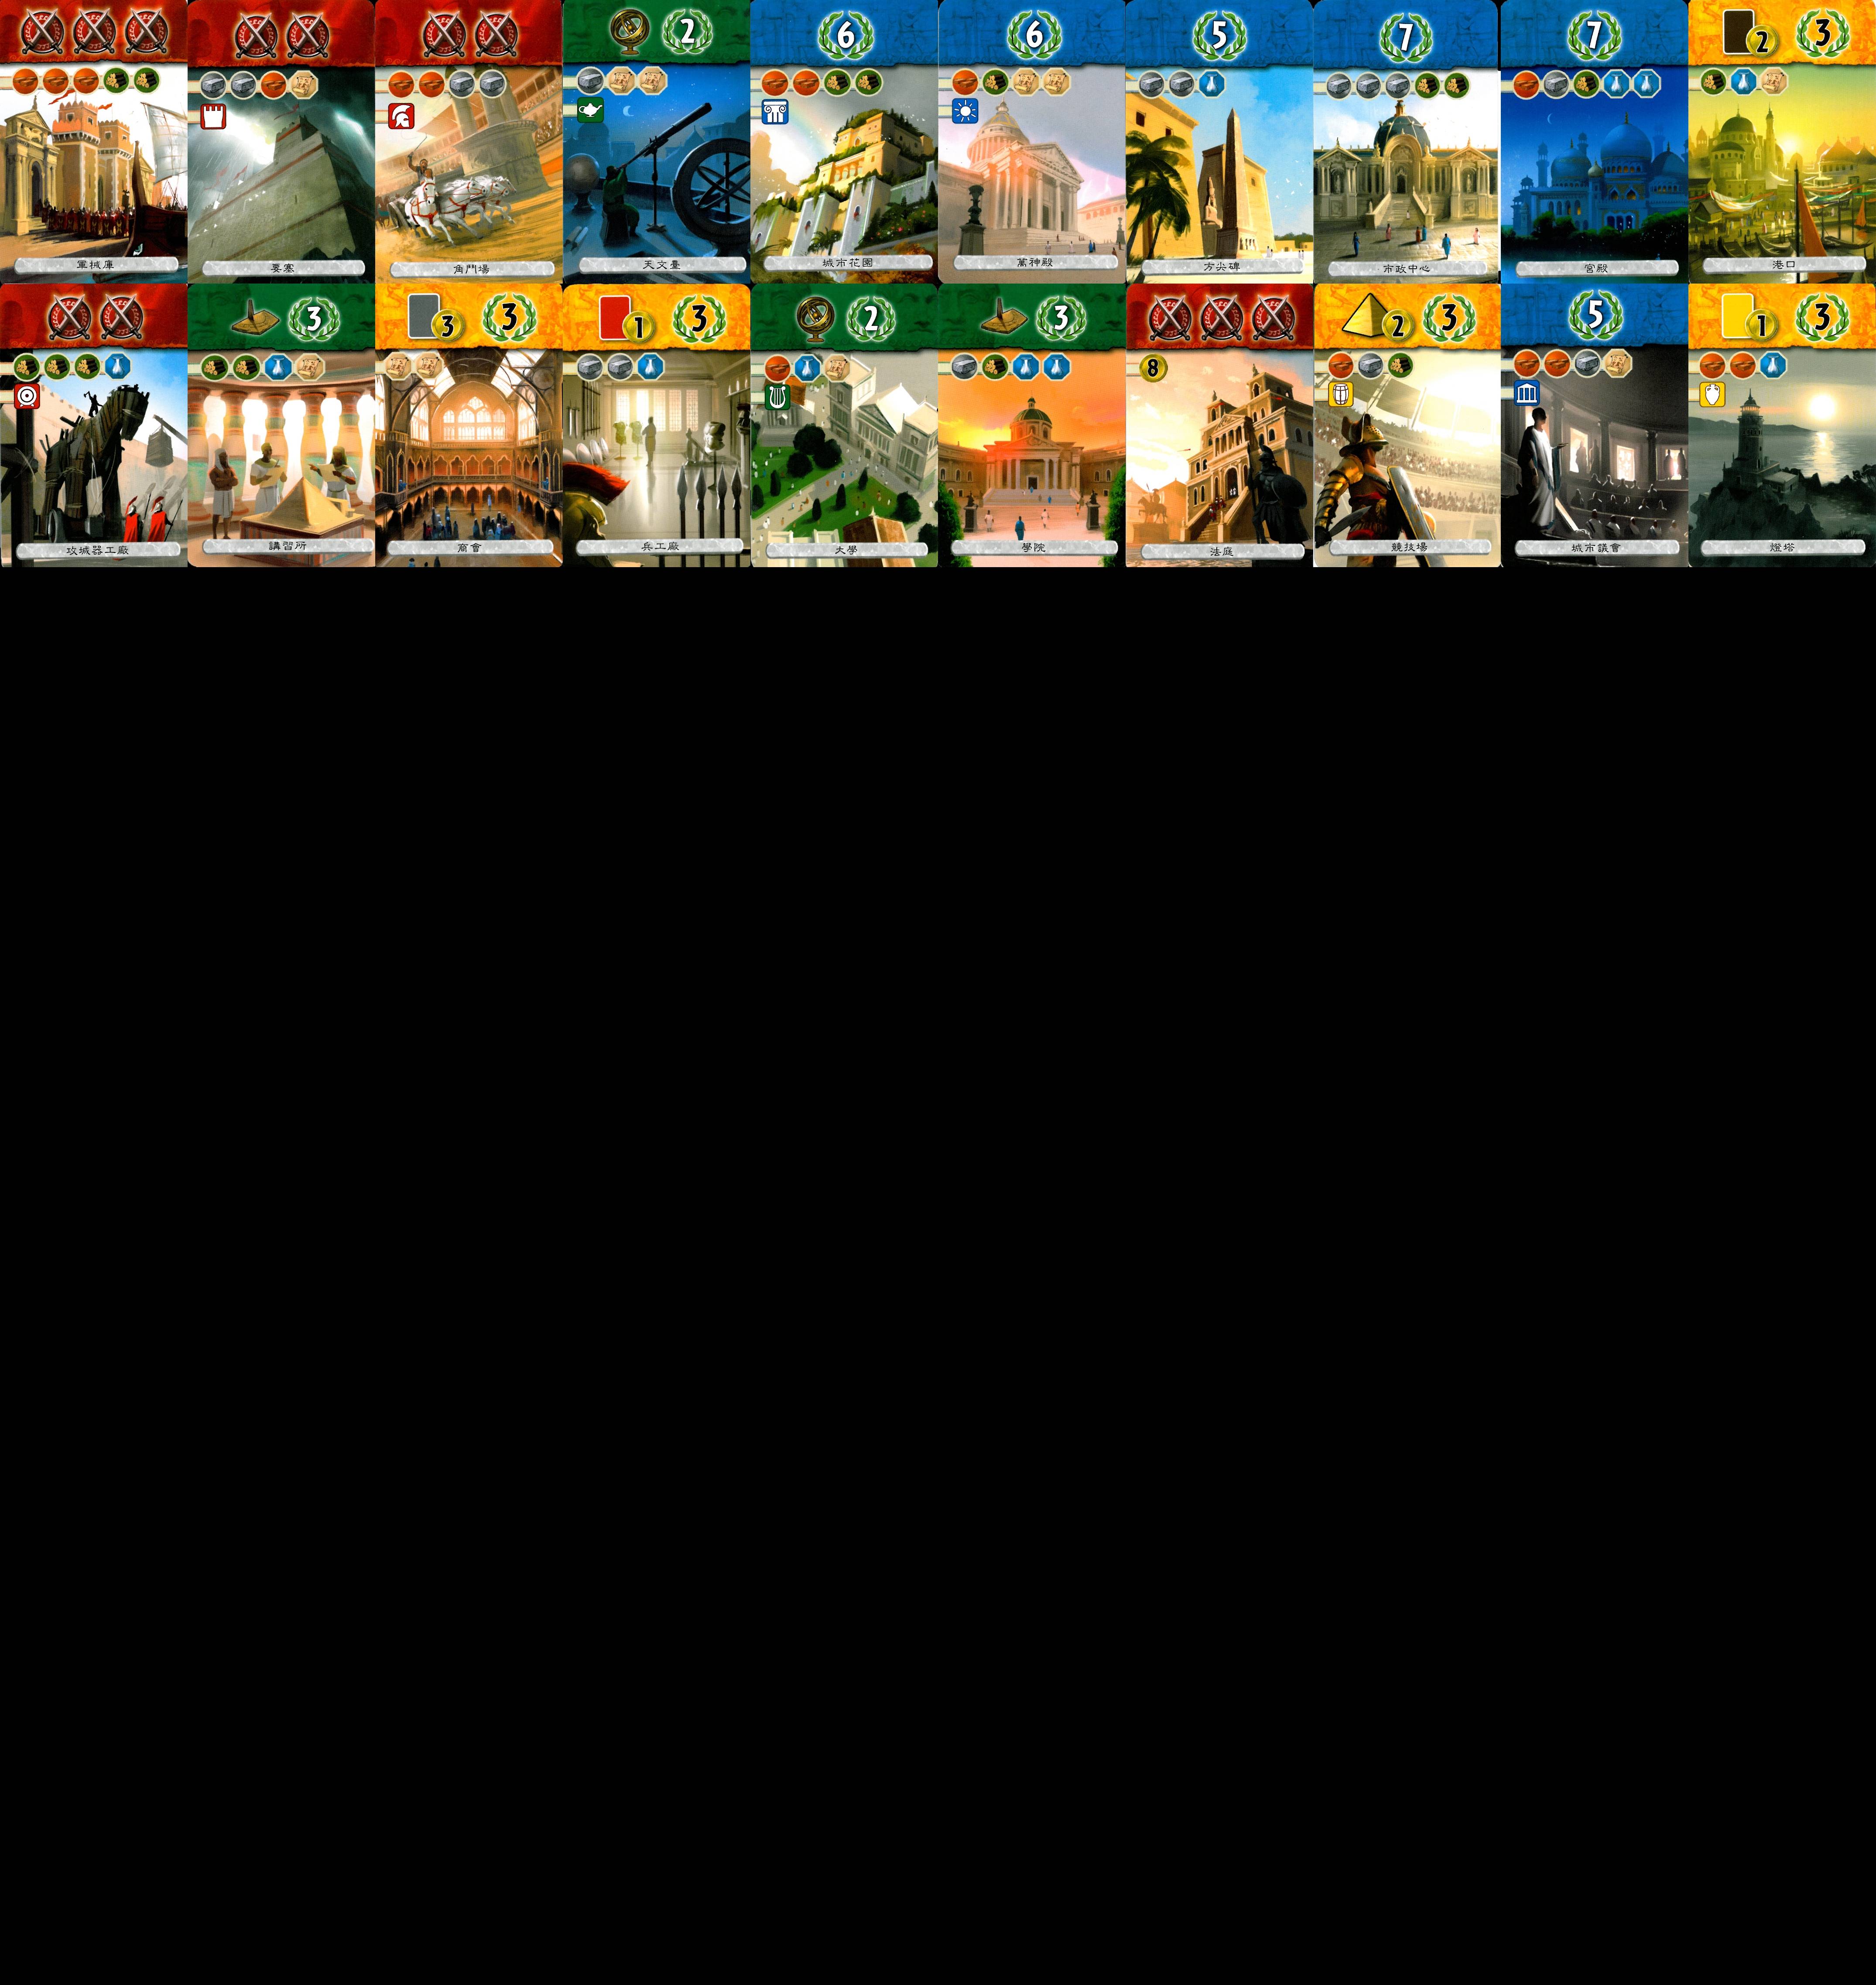 軍械庫
要塞
角鬥場
2
天文臺
6
城市花園
6
萬神殿
5
方尖碑
7
市政中心
7
宮殿
2 3
港口
攻城器工廠
3
講習所
3 3
商會
1 3
兵工廠
2
大學
3
學院
8
法庭
2 3
競技場
5
城市議會
1 3
燈塔